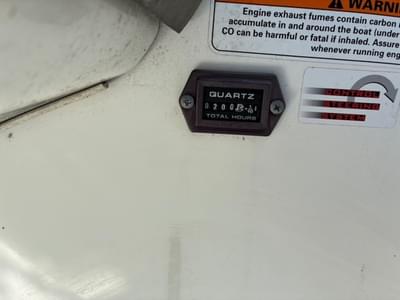 WARNING
Engine exhaust fumes contain carbon
accumulate in and around the boat (under
CO can be harmful or fatal if inhaled. Assure
whenever running eng
QUARTZ
TOTAL HOURS
CONTROL
STEERING
SYSTEM